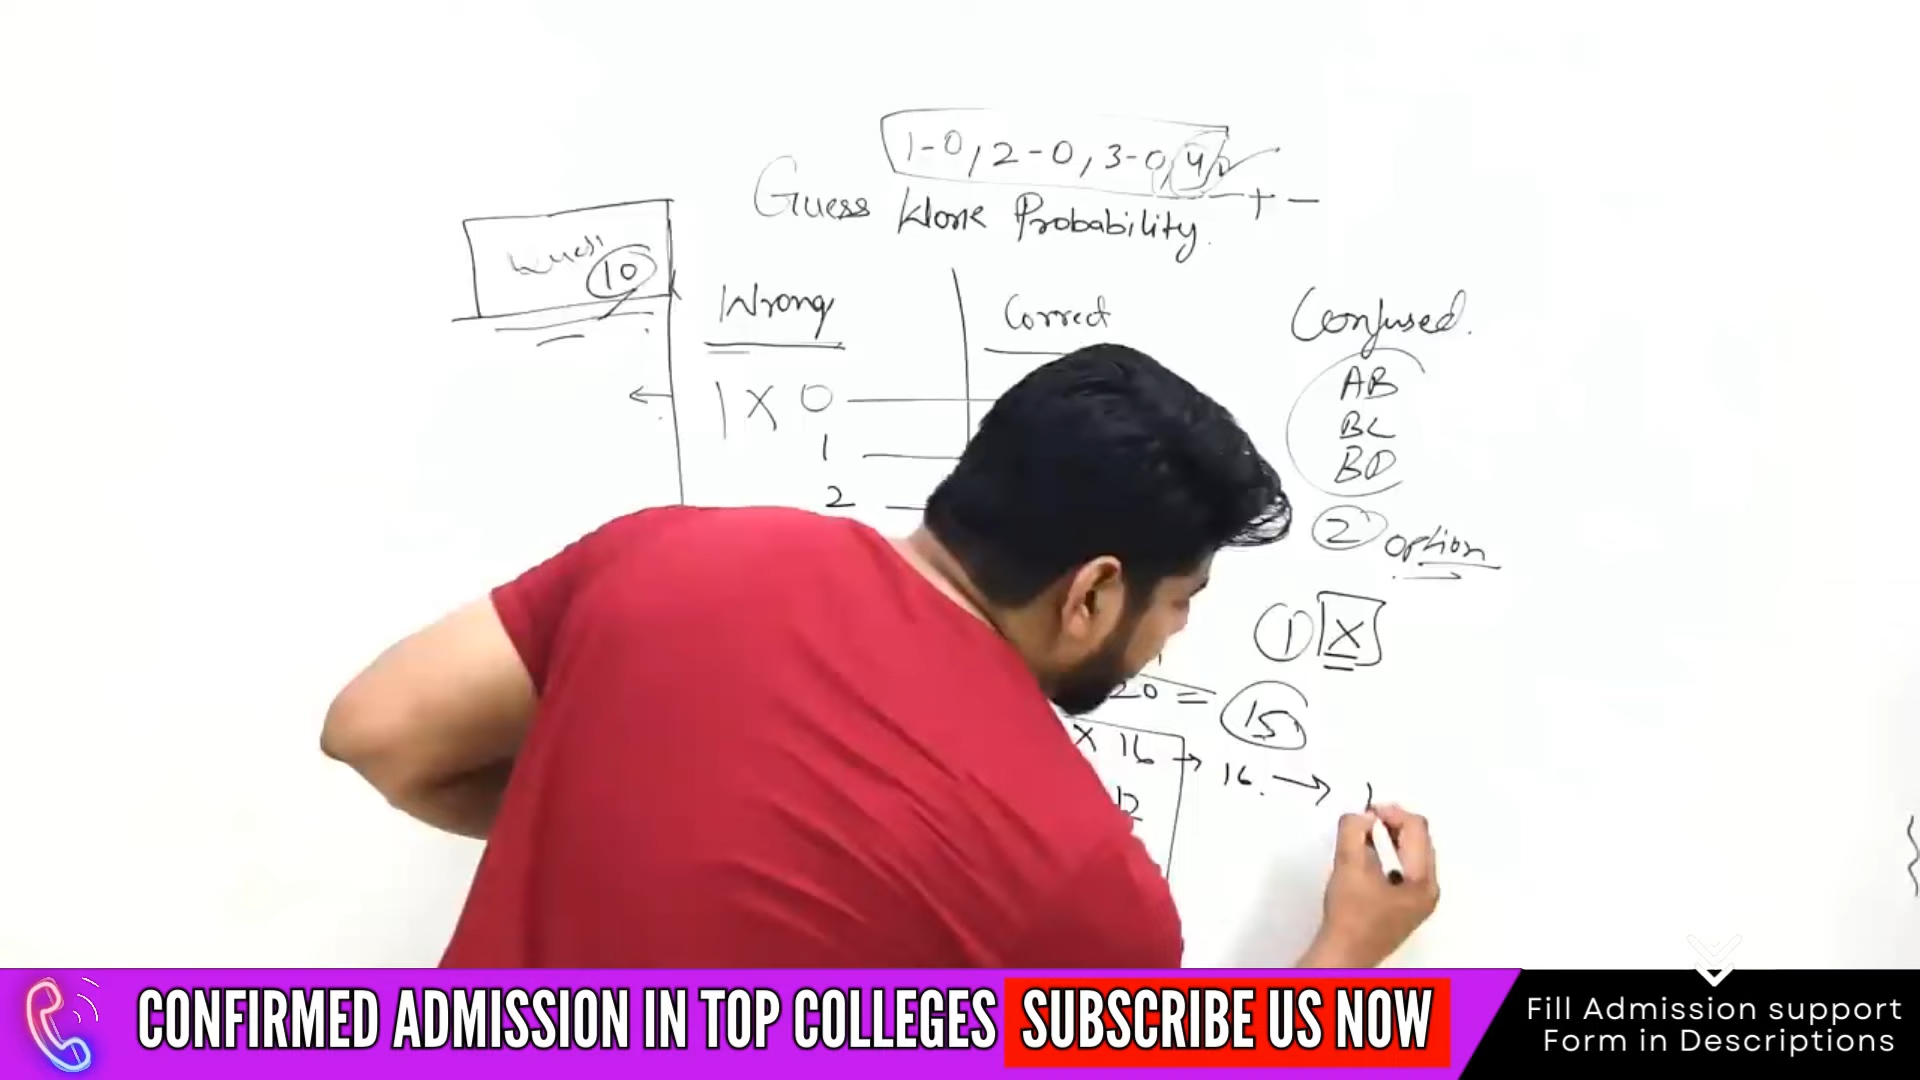 1-0, 2-0, 3-0, 4
+ -
Guess Work Probability.
10
Wrong
Correct
Confused.
1 X 0
1
2
AB
BC
BD
2 option
1 X
20 = 15
X 16 → 16. →
12
CONFIRMED ADMISSION IN TOP COLLEGES
SUBSCRIBE US NOW
Fill Admission support
Form in Descriptions